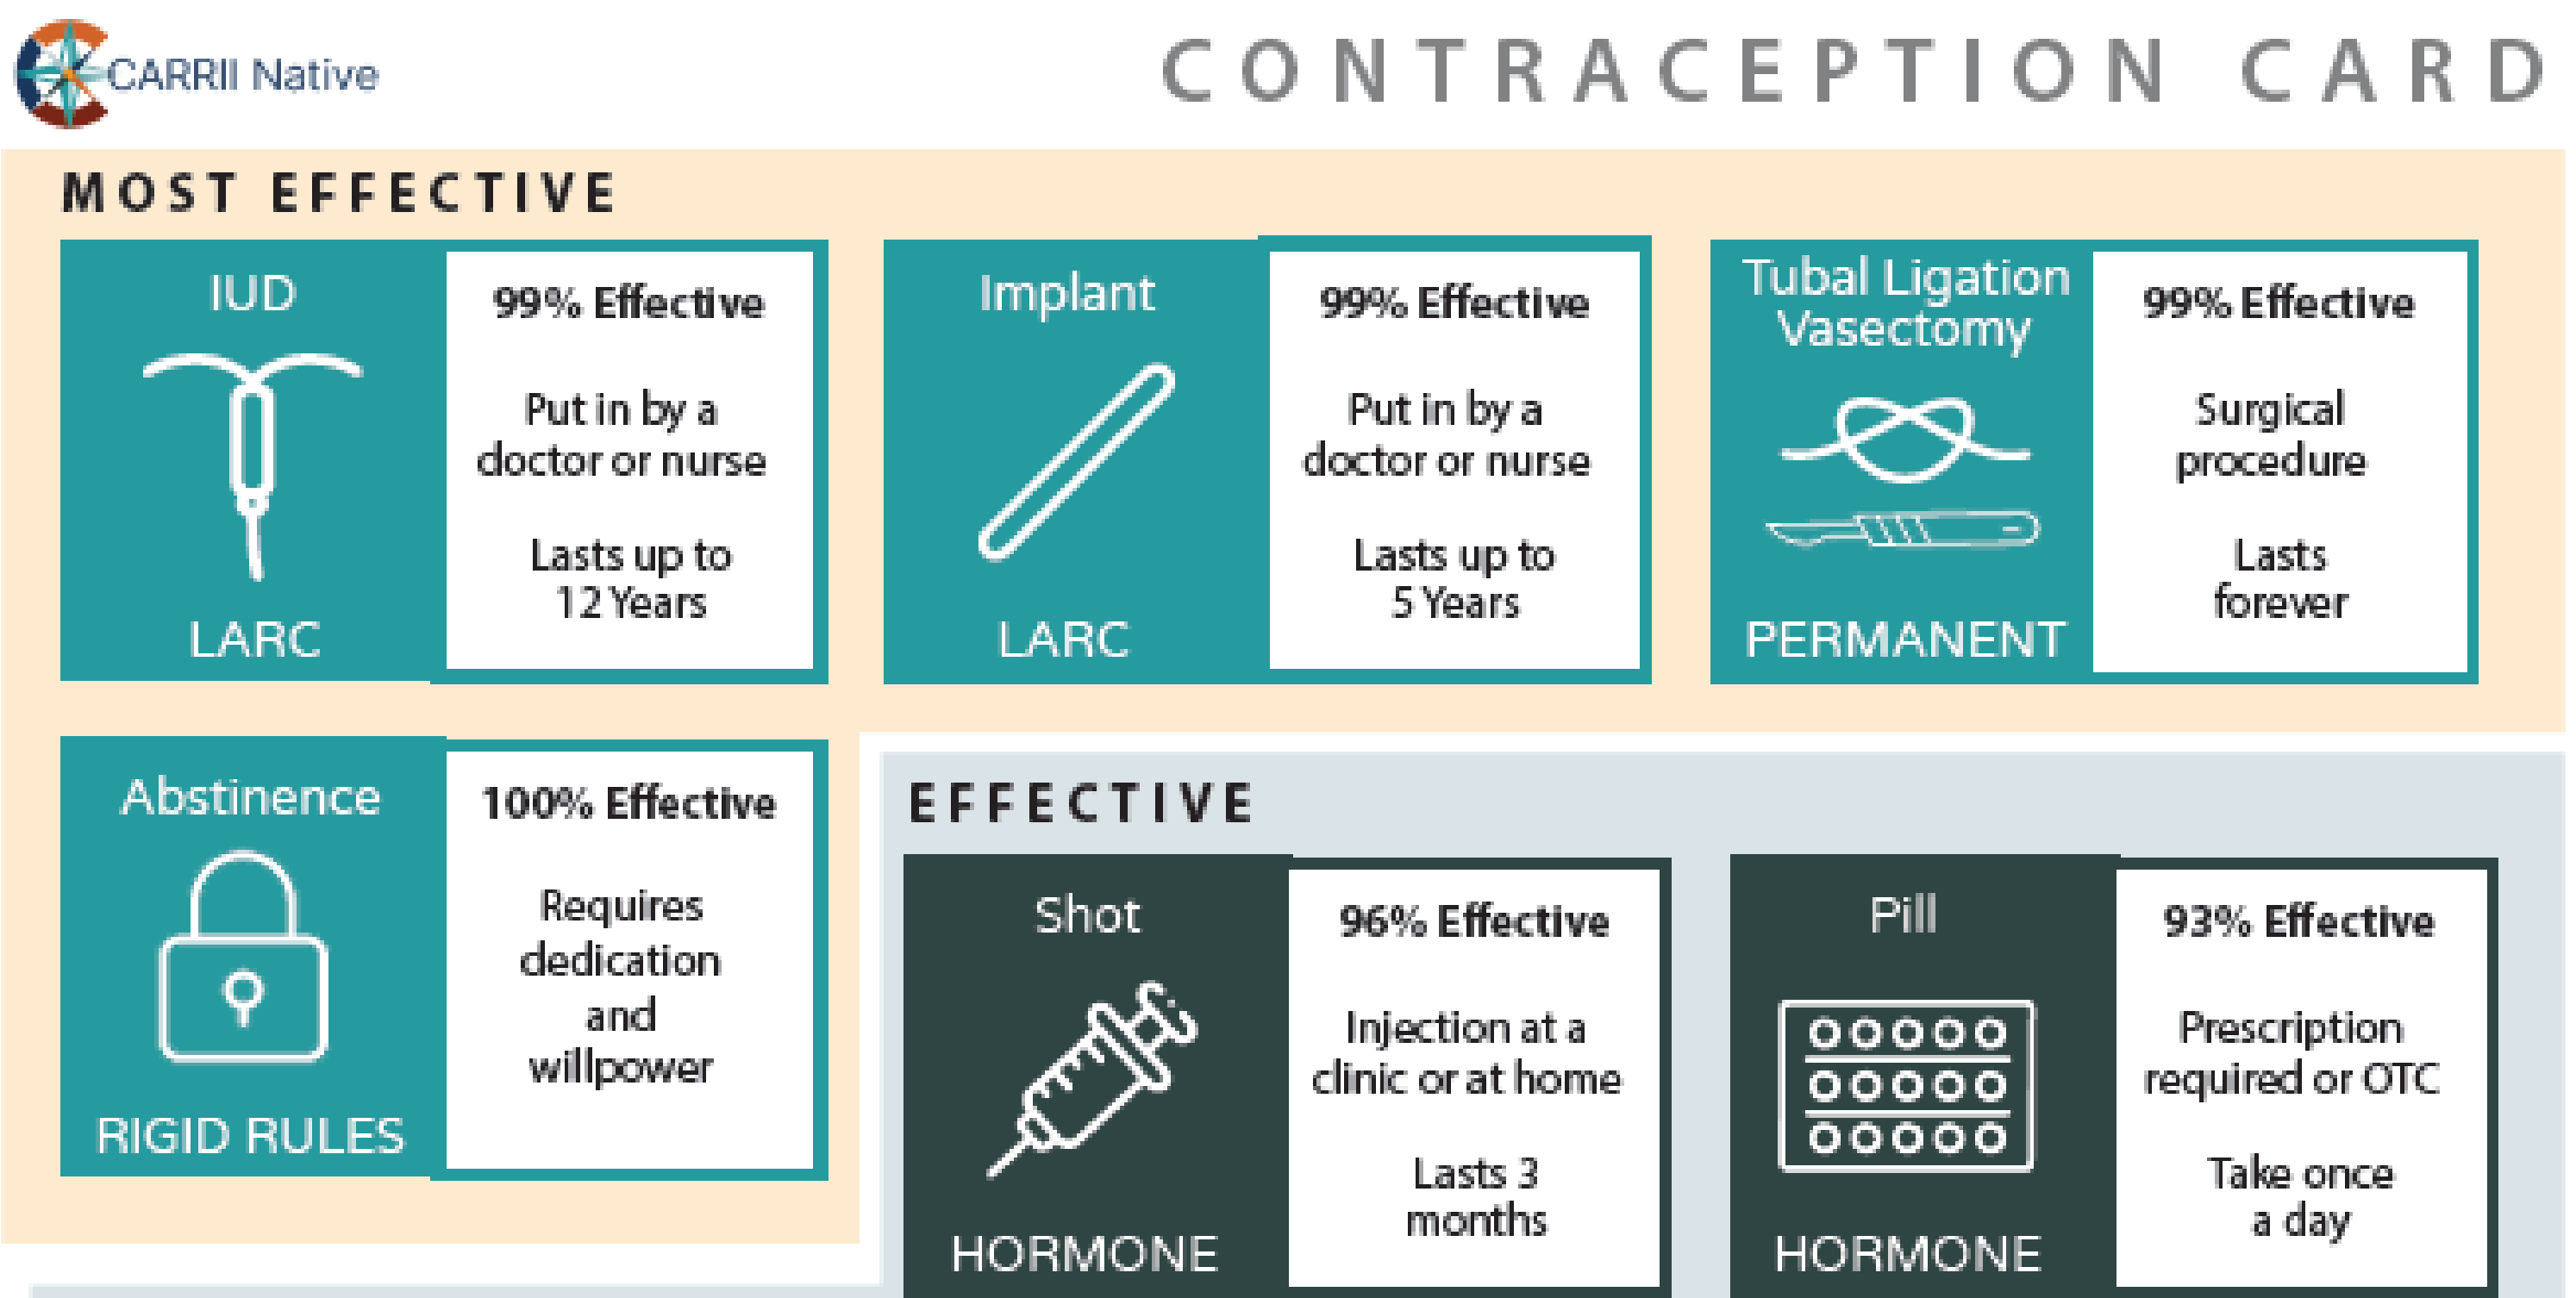 CARRII Native
CONTRACEPTION CARD
MOST EFFECTIVE
IUD
LARC
99% Effective
Put in by a
doctor or nurse
Lasts up to
12 Years
Implant
LARC
99% Effective
Put in by a
doctor or nurse
Lasts up to
5 Years
Tubal Ligation
Vasectomy
PERMANENT
99% Effective
Surgical
procedure
Lasts
forever
Abstinence
RIGID RULES
100% Effective
Requires
dedication
and
willpower
EFFECTIVE
Shot
HORMONE
96% Effective
Injection at a
clinic or at home
Lasts 3
months
Pill
HORMONE
93% Effective
Prescription
required or OTC
Take once
a day